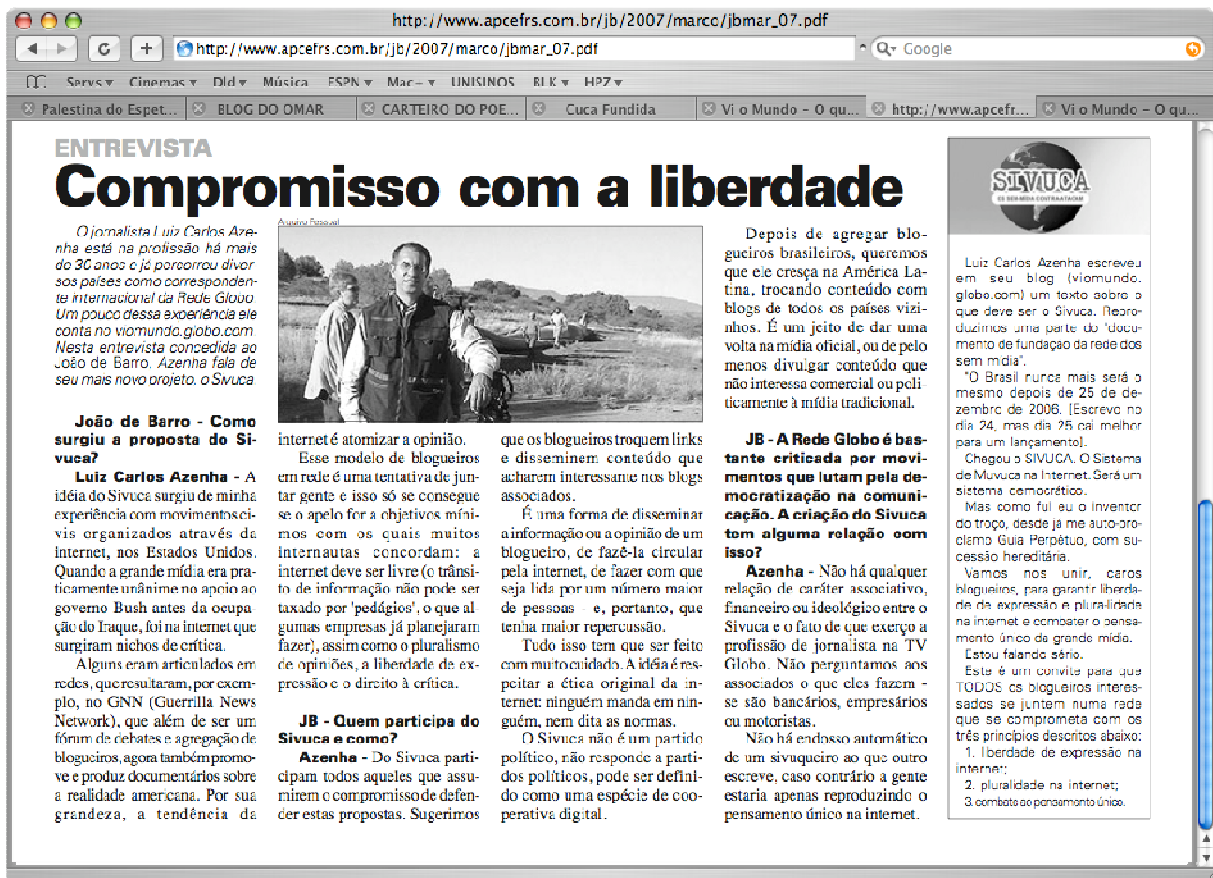 http://www.apcefrs.com.br/jb/2007/marco/jbmar_07.pdf
http://www.apcefrs.com.br/jb/2007/marco/jbmar_07.pdf
Google
Servs Cinemas Dld Música ESPN Mac UNISINOS BLK HPZ
Palestina do Espet... BLOG DO OMAR CARTEIRO DO POE... Cuca Fundida Vi o Mundo – O qu... http://www.apcefr... Vi o Mundo – O qu...
ENTREVISTA
Compromisso com a liberdade
O jornalista Luiz Carlos Aze-
nha está na profissão há mais
de 30 anos e já percorreu diver-
sos países como corresponden-
te internacional da Rede Globo.
Um pouco dessa experiência ele
conta no viomundo.globo.com.
Nesta entrevista concedida ao
João de Barro, Azenha fala de
seu mais novo projeto, o Sivuca.
João de Barro - Como
surgiu a proposta do Si-
vuca?
Luiz Carlos Azenha - A
idéia do Sivuca surgiu de minha
experiência com movimentos ci-
vis organizados através da
internet, nos Estados Unidos.
Quando a grande mídia era pra-
ticamente unânime no apoio ao
governo Bush antes da ocupa-
ção do Iraque, foi na internet que
surgiram nichos de crítica.
Alguns eram articulados em
redes, que resultaram, por exem-
plo, no GNN (Guerrilla News
Network), que além de ser um
fórum de debates e agregação de
blogueiros, agora também promo-
ve e produz documentários sobre
a realidade americana. Por sua
grandeza, a tendência da
Arquivo Pessoal
internet é atomizar a opinião.
Esse modelo de blogueiros
em rede é uma tentativa de jun-
tar gente e isso só se consegue
se o apelo for a objetivos míni-
mos com os quais muitos
internautas concordam: a
internet deve ser livre (o trânsi-
to de informação não pode ser
taxado por 'pedágios', o que al-
gumas empresas já planejaram
fazer), assim como o pluralismo
de opiniões, a liberdade de ex-
pressão e o direito à crítica.
JB - Quem participa do
Sivuca e como?
Azenha - Do Sivuca parti-
cipam todos aqueles que assu-
mirem o compromisso de defen-
der estas propostas. Sugerimos
que os blogueiros troquem links
e disseminem conteúdo que
acharem interessante nos blogs
associados.
É uma forma de disseminar
a informação ou a opinião de um
blogueiro, de fazê-la circular
pela internet, de fazer com que
seja lida por um número maior
de pessoas - e, portanto, que
tenha maior repercussão.
Tudo isso tem que ser feito
com muito cuidado. A idéia é res-
peitar a ética original da in-
ternet: ninguém manda em nin-
guém, nem dita as normas.
O Sivuca não é um partido
político, não responde a parti-
dos políticos, pode ser defini-
do como uma espécie de coo-
perativa digital.
Depois de agregar blo-
gueiros brasileiros, queremos
que ele cresça na América La-
tina, trocando conteúdo com
blogs de todos os países vizi-
nhos. É um jeito de dar uma
volta na mídia oficial, ou de pelo
menos divulgar conteúdo que
não interessa comercial ou poli-
ticamente à mídia tradicional.
JB - A Rede Globo é bas-
tante criticada por movi-
mentos que lutam pela de-
mocratização na comuni-
cação. A criação do Sivuca
tem alguma relação com
isso?
Azenha - Não há qualquer
relação de caráter associativo,
financeiro ou ideológico entre o
Sivuca e o fato de que exerço a
profissão de jornalista na TV
Globo. Não perguntamos aos
associados o que eles fazem -
se são bancários, empresários
ou motoristas.
Não há endosso automático
de um sivuqueiro ao que outro
escreve, caso contrário a gente
estaria apenas reproduzindo o
pensamento único na internet.
SIVUCA
Luiz Carlos Azenha escreveu
em seu blog (viomundo.
globo.com) um texto sobre o
que deve ser o Sivuca. Repro-
duzimos uma parte do "docu-
mento de fundação da rede dos
sem mídia".
"O Brasil nunca mais será o
mesmo depois de 25 de de-
zembro de 2006. [Escrevo no
dia 24, mas dia 25 cai melhor
para um lançamento].
Chegou o SIVUCA. O Sistema
de Muvuca na Internet. Será um
sistema democrático.
Mas como fui eu o inventor
do troço, desde já me auto-pro-
clamo Guia Perpétuo, com su-
cessão hereditária.
Vamos nos unir, caros
blogueiros, para garantir liberda-
de de expressão e pluralidade
na internet e combater o pensa-
mento único da grande mídia.
Estou falando sério.
Este é um convite para que
TODOS os blogueiros interes-
sados se juntem numa rede
que se comprometa com os
três princípios descritos abaixo:
1. liberdade de expressão na
internet;
2. pluralidade na internet;
3. combate ao pensamento único.